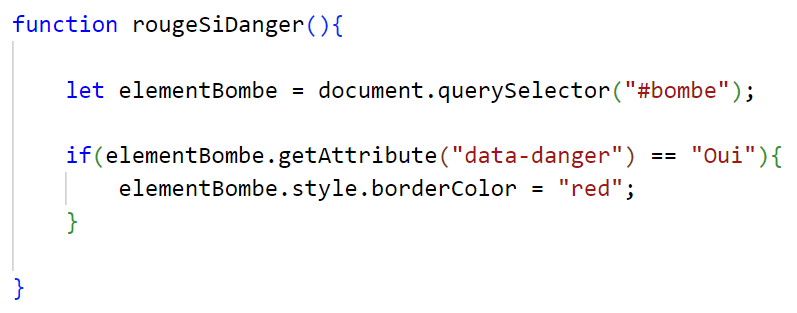 function rougeSiDanger(){
let elementBombe = document.querySelector("#bombe");
if(elementBombe.getAttribute("data-danger") == "Oui"){
elementBombe.style.borderColor = "red";
}
}